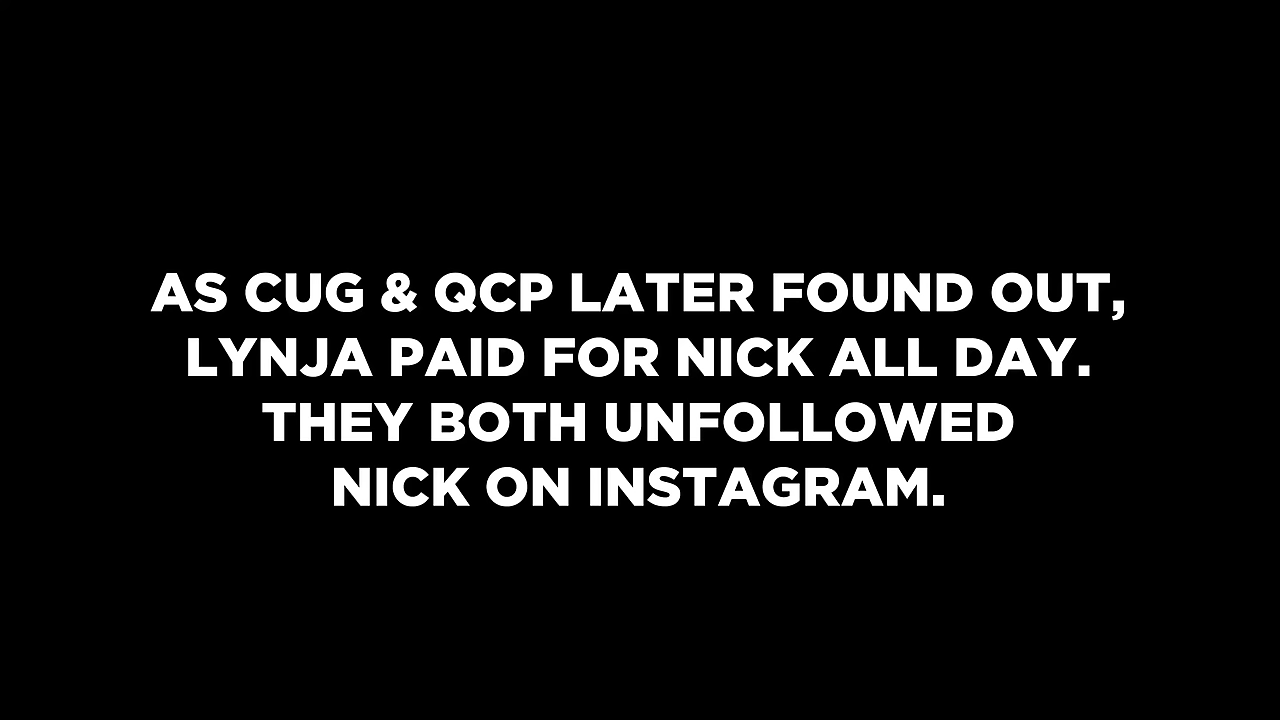 AS CUG & QCP LATER FOUND OUT,
LYNJA PAID FOR NICK ALL DAY.
THEY BOTH UNFOLLOWED
NICK ON INSTAGRAM.